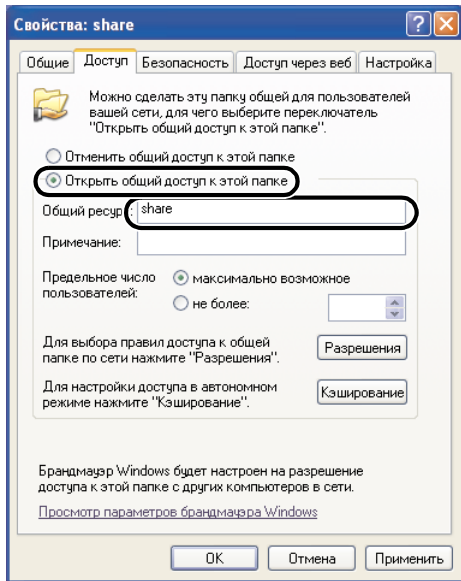 Свойства: share
Общие Доступ Безопасность Доступ через веб Настройка
Можно сделать эту папку общей для пользователей
вашей сети, для чего выберите переключатель
"Открыть общий доступ к этой папке".
Отменить общий доступ к этой папке
Открыть общий доступ к этой папке
Общий ресурс: share
Примечание:
Предельное число
пользователей:
максимально возможное
не более:
Для выбора правил доступа к общей
папке по сети нажмите "Разрешения".
Разрешения
Для настройки доступа в автономном
режиме нажмите "Кэширование".
Кэширование
Брандмауэр Windows будет настроен на разрешение
доступа к этой папке с других компьютеров в сети.
Просмотр параметров брандмауэра Windows
OK Отмена Применить